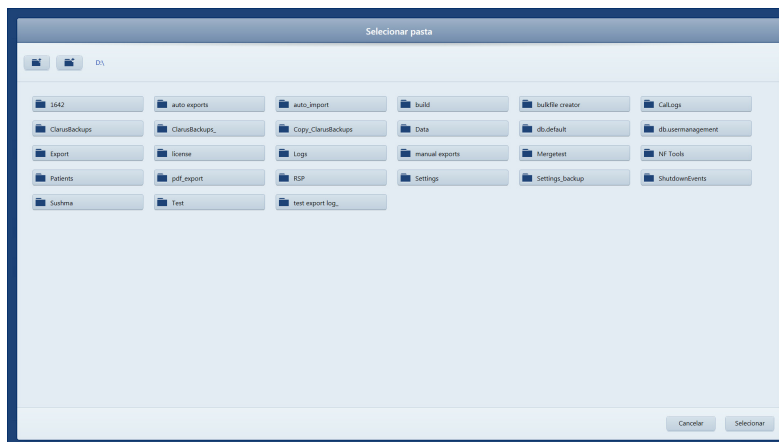 Selecionar pasta
D:\
1642 auto exports auto_import build bulkfile creator CalLogs
ClarusBackups ClarusBackups_ Copy_ClarusBackups Data db.default db.usermanagement
Export license Logs manual exports Mergetest NF Tools
Patients pdf_export RSP Settings Settings_backup ShutdownEvents
Sushma Test test export log_
Cancelar Selecionar